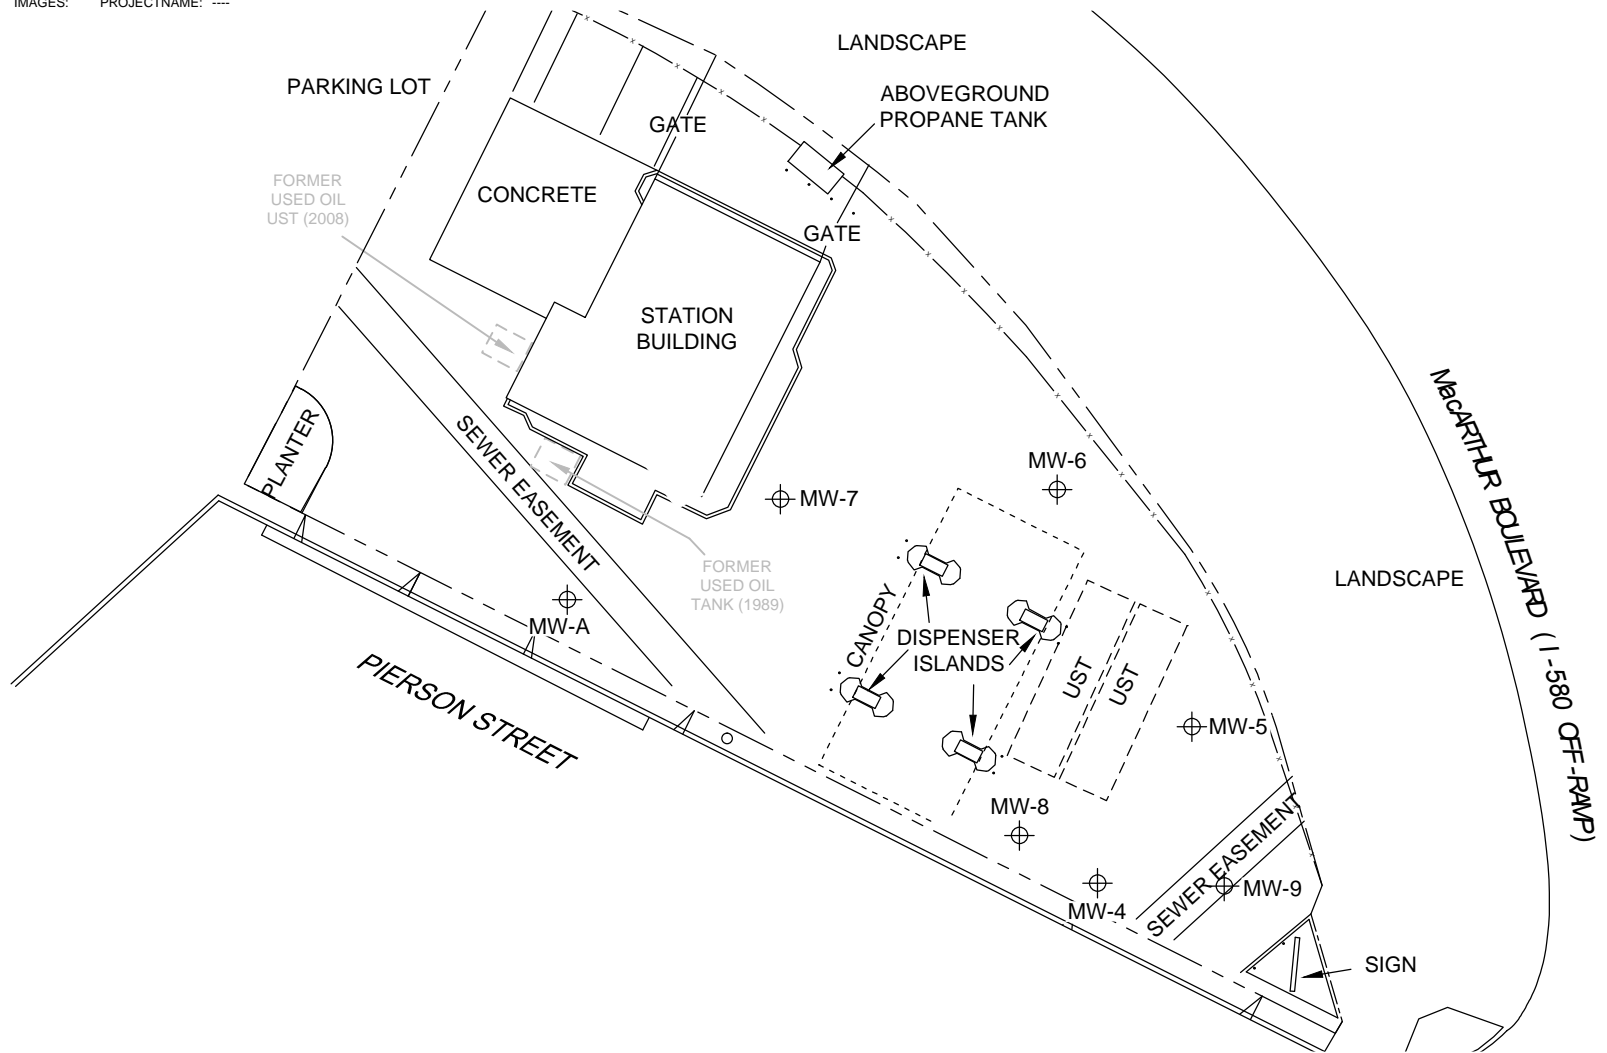 IMAGES: PROJECTNAME: ----
LANDSCAPE
PARKING LOT
ABOVEGROUND
PROPANE TANK
GATE
FORMER
USED OIL
UST (2008)
CONCRETE
GATE
STATION
BUILDING
PLANTER
SEWER EASEMENT
MW-7
MW-6
MacARTHUR BOULEVARD (I-580 OFF-RAMP)
FORMER
USED OIL
TANK (1989)
LANDSCAPE
MW-A
CANOPY
DISPENSER
ISLANDS
UST
UST
PIERSON STREET
MW-5
MW-8
SEWER EASEMENT
MW-9
MW-4
SIGN